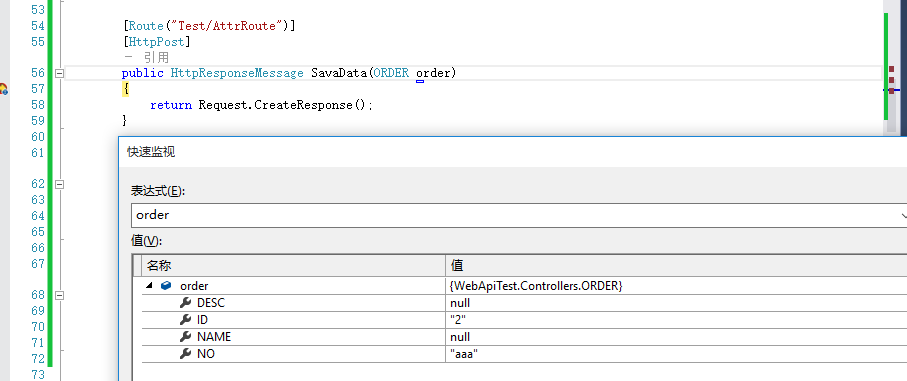 53
54 [Route("Test/AttrRoute")]
55 [HttpPost]
一 引用
56 public HttpResponseMessage SavaData(ORDER order)
57 {
58 return Request.CreateResponse();
59 }
60
61
62
63
64
65
66
67
68
69
70
71
72
73
快速监视
表达式(E):
order
值(V):
名称 值
order {WebApiTest.Controllers.ORDER}
DESC null
ID "2"
NAME null
NO "aaa"